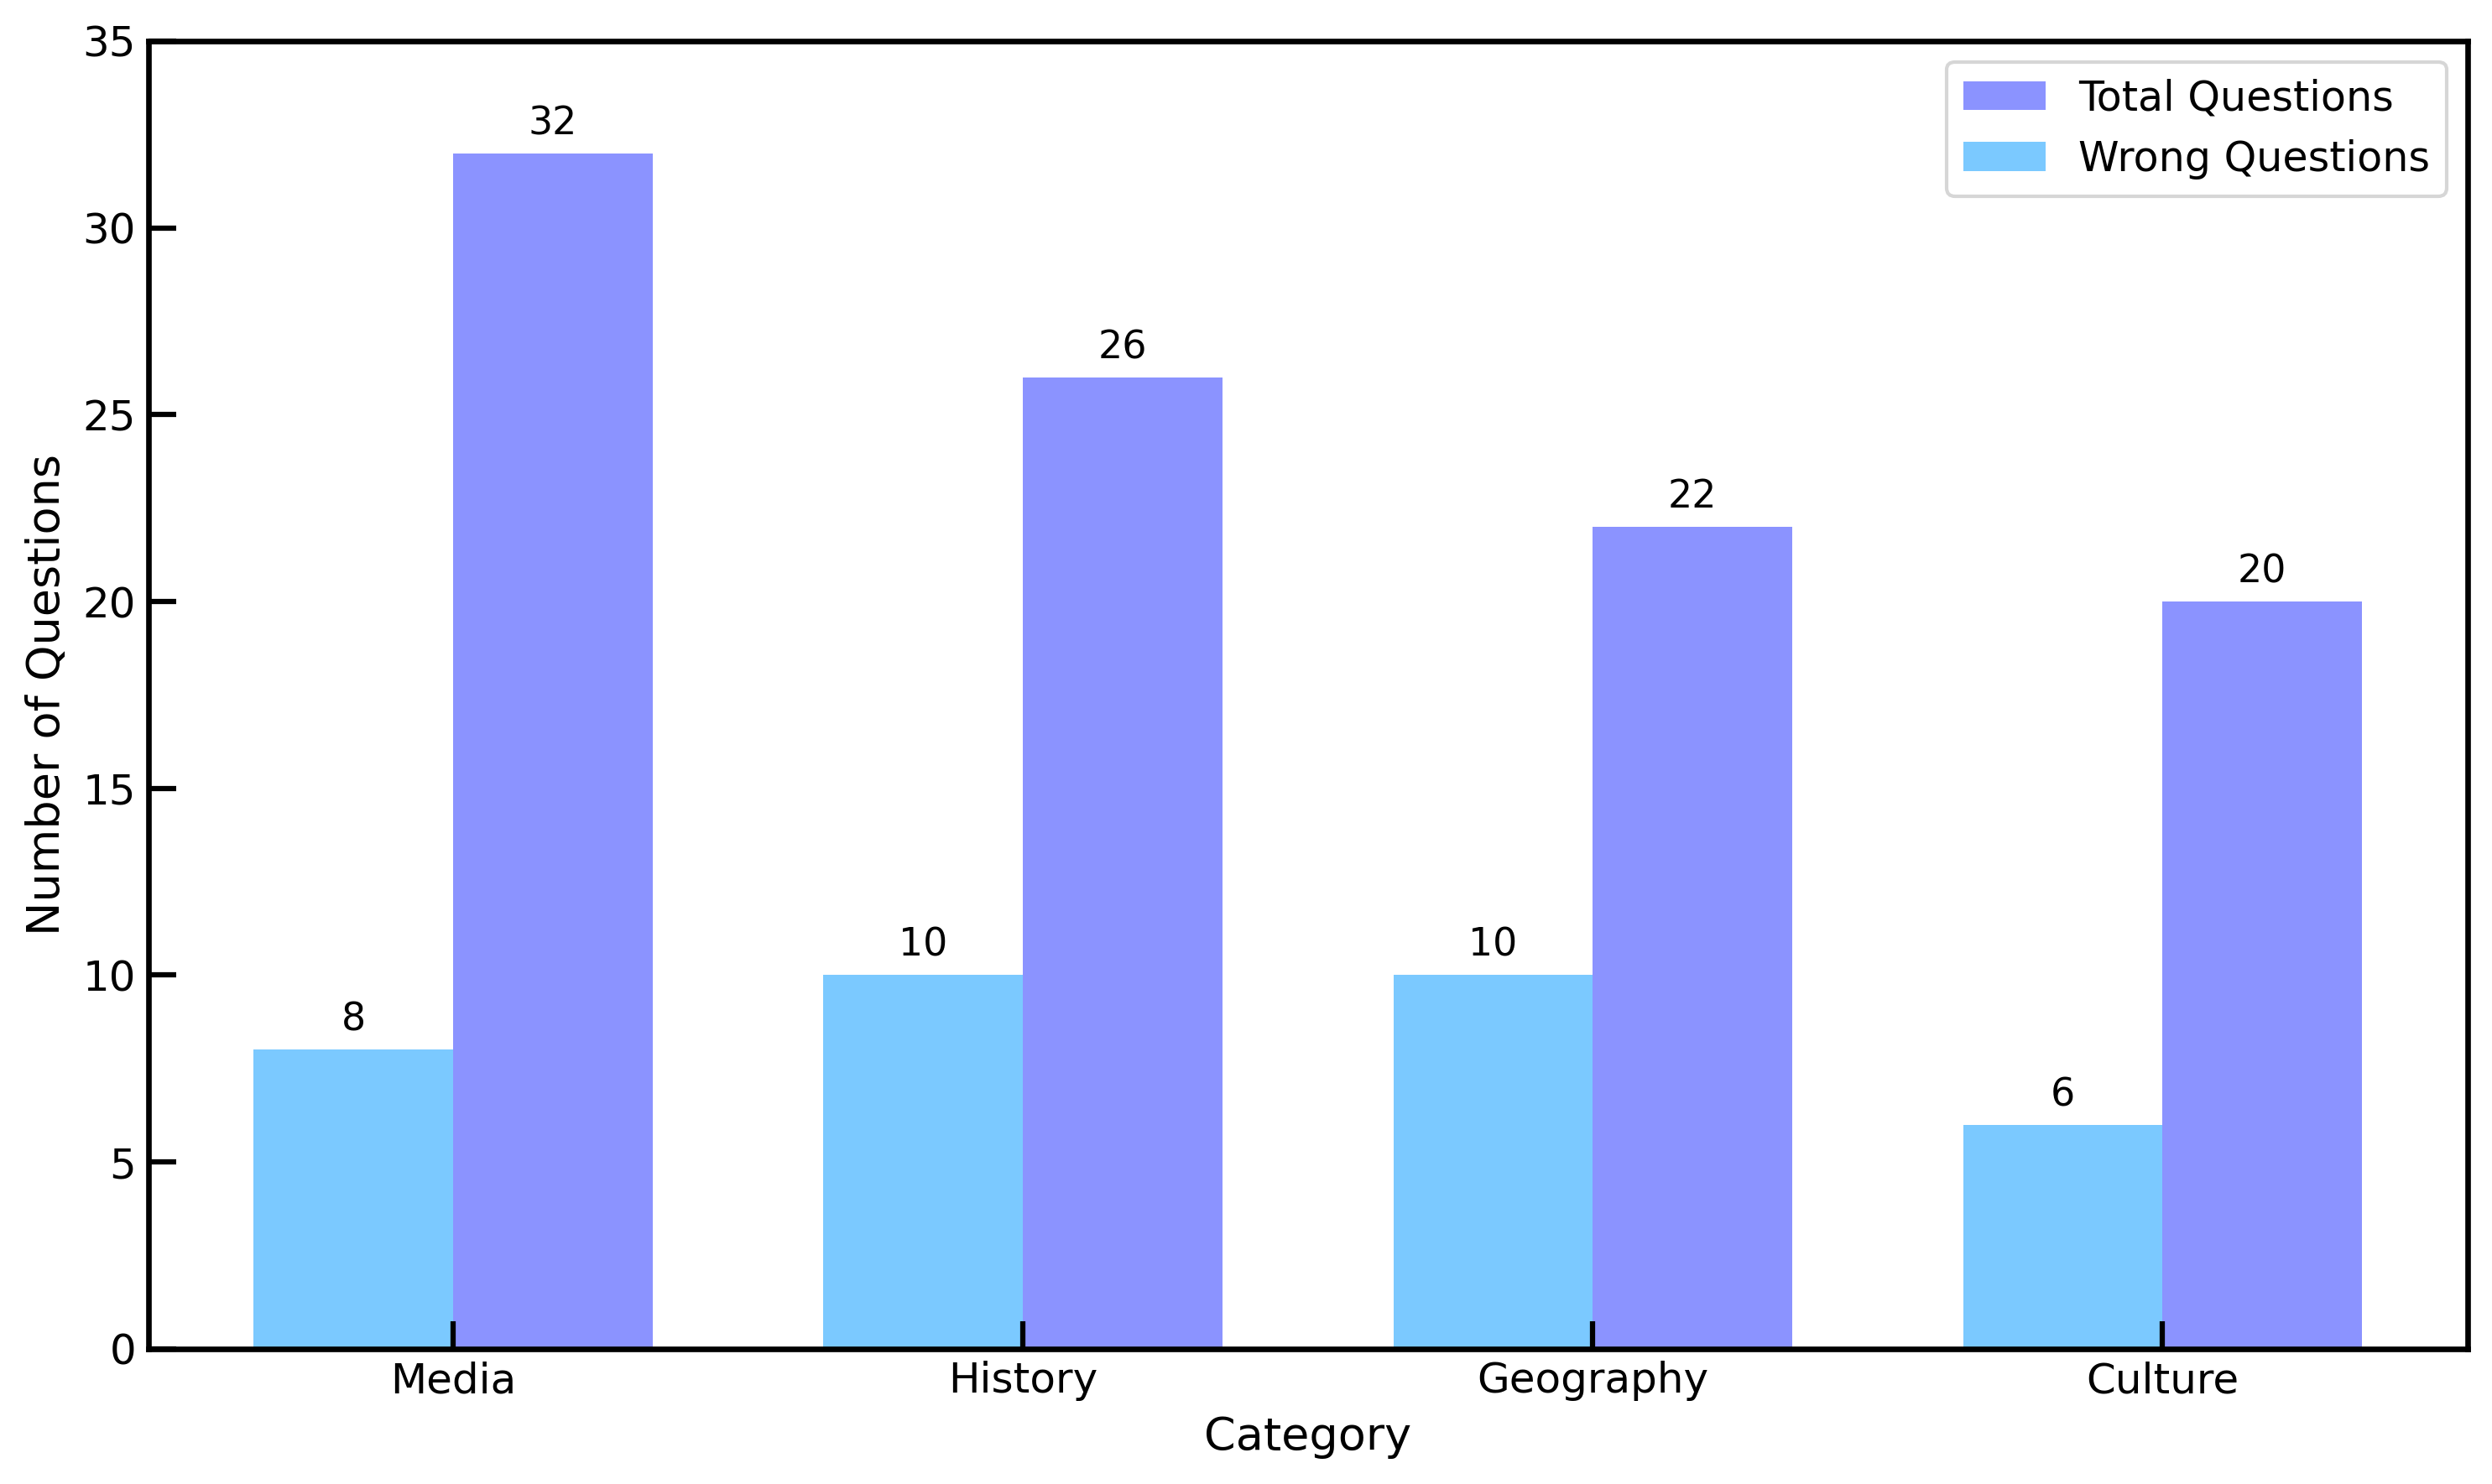 35
30
25
20
15
10
5
0
Number of Questions
Total Questions
Wrong Questions
8
32
10
26
10
22
6
20
Media
History
Geography
Culture
Category